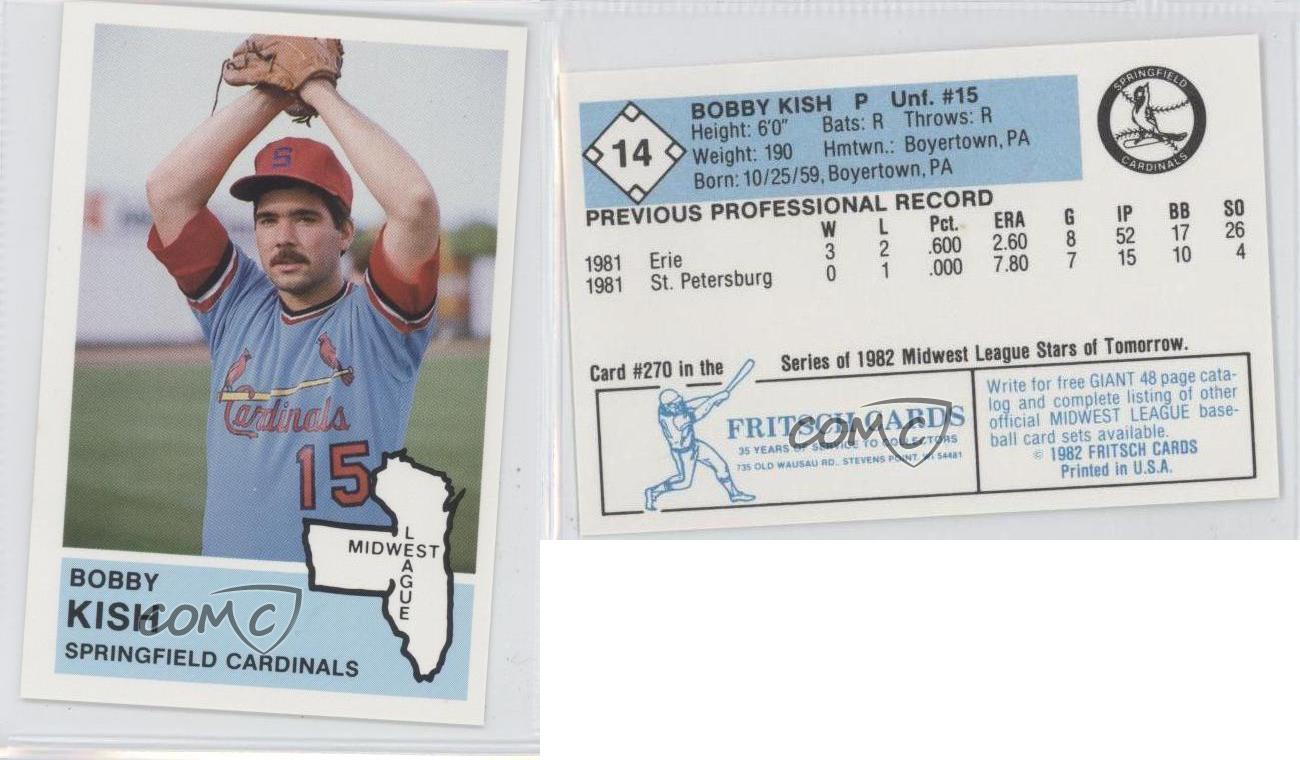 S
Cardinals
15
MIDWEST
LEAGUE
BOBBY
KISH
SPRINGFIELD CARDINALS
COMC
14
BOBBY KISH P Unf. #15
Height: 6'0" Bats: R Throws: R
Weight: 190 Hmtwn.: Boyertown, PA
Born: 10/25/59, Boyertown, PA
SPRINGFIELD
CARDINALS
PREVIOUS PROFESSIONAL RECORD
W L Pct. ERA G IP BB SO
1981 Erie 3 2 .600 2.60 8 52 17 26
1981 St. Petersburg 0 1 .000 7.80 7 15 10 4
Card #270 in the Series of 1982 Midwest League Stars of Tomorrow.
FRITSCH CARDS
35 YEARS OF SERVICE TO COLLECTORS
735 OLD WAUSAU RD., STEVENS POINT, WI 54481
COMC
Write for free GIANT 48 page cata-
log and complete listing of other
official MIDWEST LEAGUE base-
ball card sets available.
© 1982 FRITSCH CARDS
Printed in U.S.A.